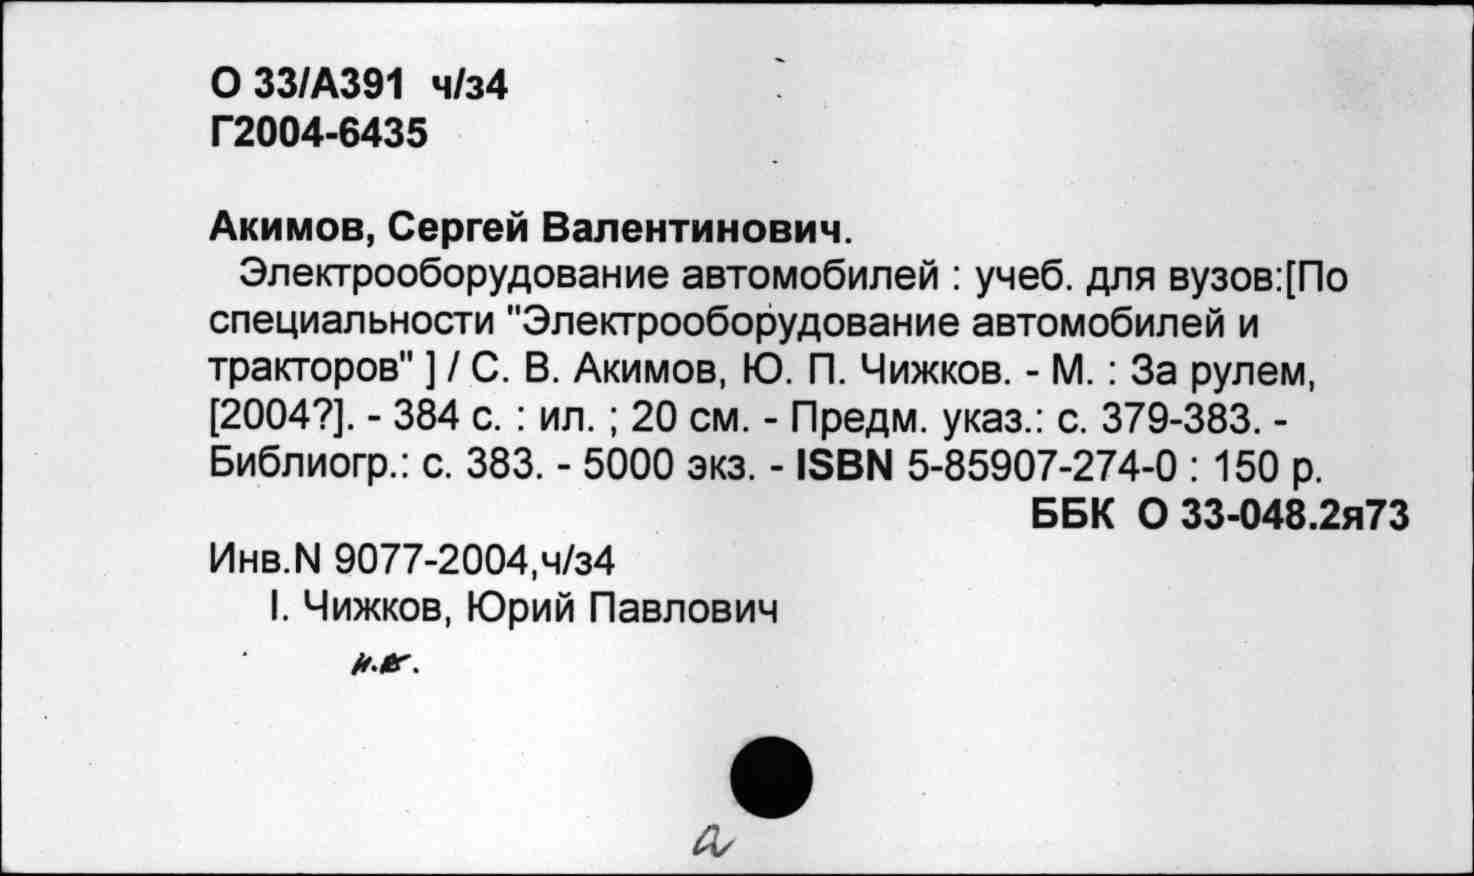 О 33/А391 ч/з4
Г2004-6435
Акимов, Сергей Валентинович.
Электрооборудование автомобилей : учеб. для вузов:[По
специальности "Электрооборудование автомобилей и
тракторов" ] / С. В. Акимов, Ю. П. Чижков. - М. : За рулем,
[2004?]. - 384 с. : ил. ; 20 см. - Предм. указ.: с. 379-383. -
Библиогр.: с. 383. - 5000 экз. - ISBN 5-85907-274-0 : 150 р.
ББК О 33-048.2я73
Инв.N 9077-2004,ч/з4
I. Чижков, Юрий Павлович
а